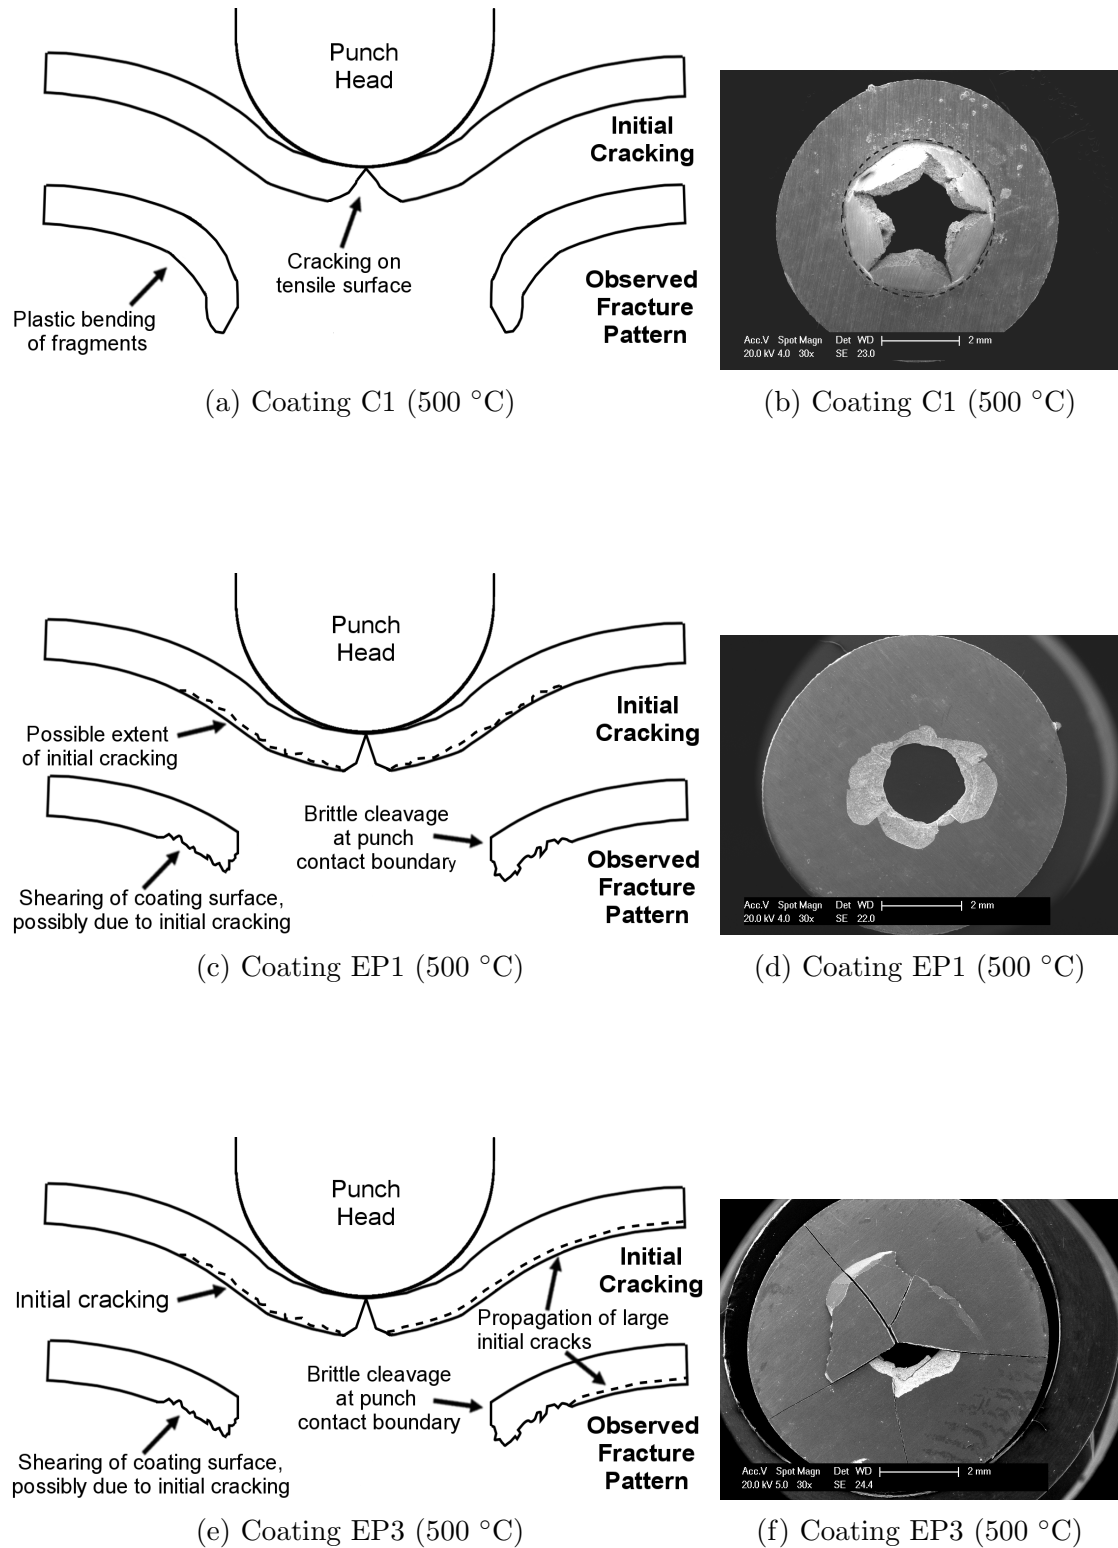 Punch
Head
Initial
Cracking
Cracking on
tensile surface
Plastic bending
of fragments
Observed
Fracture
Pattern
Acc.V Spot Magn Det WD 2 mm
20.0 kV 4.0 30x SE 23.0
(a) Coating C1 (500 °C)
(b) Coating C1 (500 °C)
Punch
Head
Initial
Cracking
Possible extent
of initial cracking
Brittle cleavage
at punch
contact boundary
Shearing of coating surface,
possibly due to initial cracking
Observed
Fracture
Pattern
Acc.V Spot Magn Det WD 2 mm
20.0 kV 4.0 30x SE 22.0
(c) Coating EP1 (500 °C)
(d) Coating EP1 (500 °C)
Punch
Head
Initial
Cracking
Initial cracking
Propagation of large
initial cracks
Brittle cleavage
at punch
contact boundary
Shearing of coating surface,
possibly due to initial cracking
Observed
Fracture
Pattern
Acc.V Spot Magn Det WD 2 mm
20.0 kV 5.0 30x SE 24.4
(e) Coating EP3 (500 °C)
(f) Coating EP3 (500 °C)